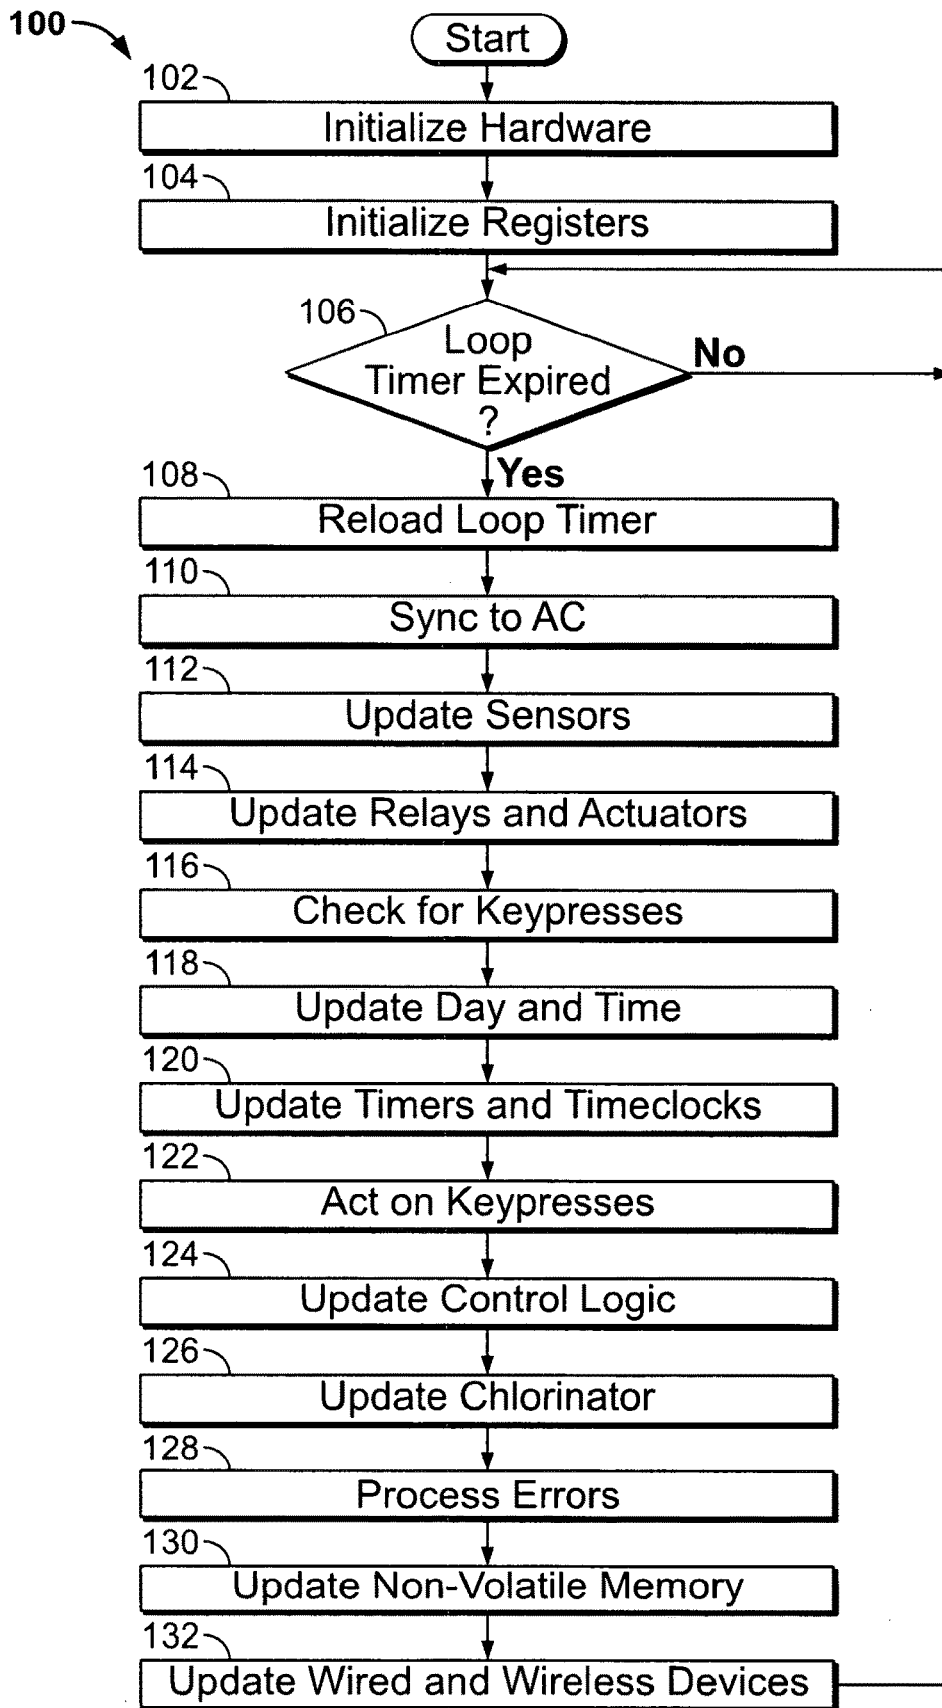 100
Start
102
Initialize Hardware
104
Initialize Registers
106
Loop
Timer Expired
?
No
Yes
108
Reload Loop Timer
110
Sync to AC
112
Update Sensors
114
Update Relays and Actuators
116
Check for Keypresses
118
Update Day and Time
120
Update Timers and Timeclocks
122
Act on Keypresses
124
Update Control Logic
126
Update Chlorinator
128
Process Errors
130
Update Non-Volatile Memory
132
Update Wired and Wireless Devices